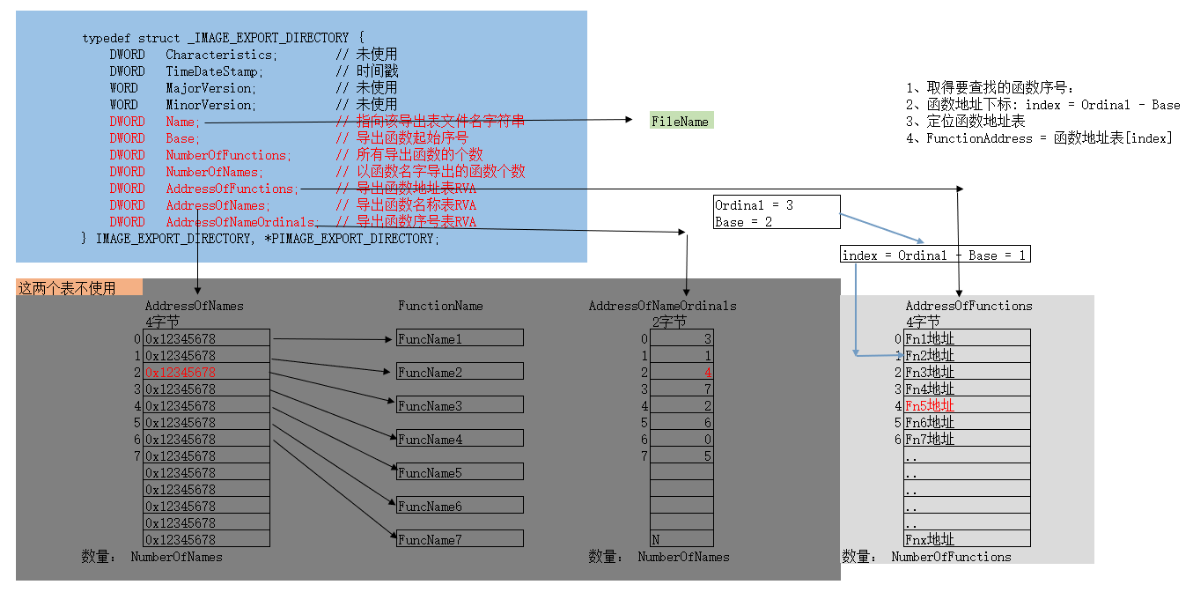 typedef struct _IMAGE_EXPORT_DIRECTORY {
DWORD Characteristics; // 未使用
DWORD TimeDateStamp; // 时间戳
WORD MajorVersion; // 未使用
WORD MinorVersion; // 未使用
DWORD Name; // 指向该导出表文件名字符串
DWORD Base; // 导出函数起始序号
DWORD NumberOfFunctions; // 所有导出函数的个数
DWORD NumberOfNames; // 以函数名字导出的函数个数
DWORD AddressOfFunctions; // 导出函数地址表RVA
DWORD AddressOfNames; // 导出函数名称表RVA
DWORD AddressOfNameOrdinals; // 导出函数序号表RVA
} IMAGE_EXPORT_DIRECTORY, *PIMAGE_EXPORT_DIRECTORY;
FileName
1、取得要查找的函数序号:
2、函数地址下标: index = Ordinal - Base
3、定位函数地址表
4、FunctionAddress = 函数地址表[index]
Ordinal = 3
Base = 2
index = Ordinal - Base = 1
这两个表不使用
AddressOfNames
4字节
0 0x12345678
1 0x12345678
2 0x12345678
3 0x12345678
4 0x12345678
5 0x12345678
6 0x12345678
7 0x12345678
0x12345678
0x12345678
0x12345678
0x12345678
0x12345678
数量: NumberOfNames
FunctionName
FuncName1
FuncName2
FuncName3
FuncName4
FuncName5
FuncName6
FuncName7
AddressOfNameOrdinals
2字节
0 3
1 1
2 4
3 7
4 2
5 6
6 0
7 5
N
数量: NumberOfNames
AddressOfFunctions
4字节
0 Fn1地址
1 Fn2地址
2 Fn3地址
3 Fn4地址
4 Fn5地址
5 Fn6地址
6 Fn7地址
..
..
..
..
..
Fnx地址
数量: NumberOfFunctions